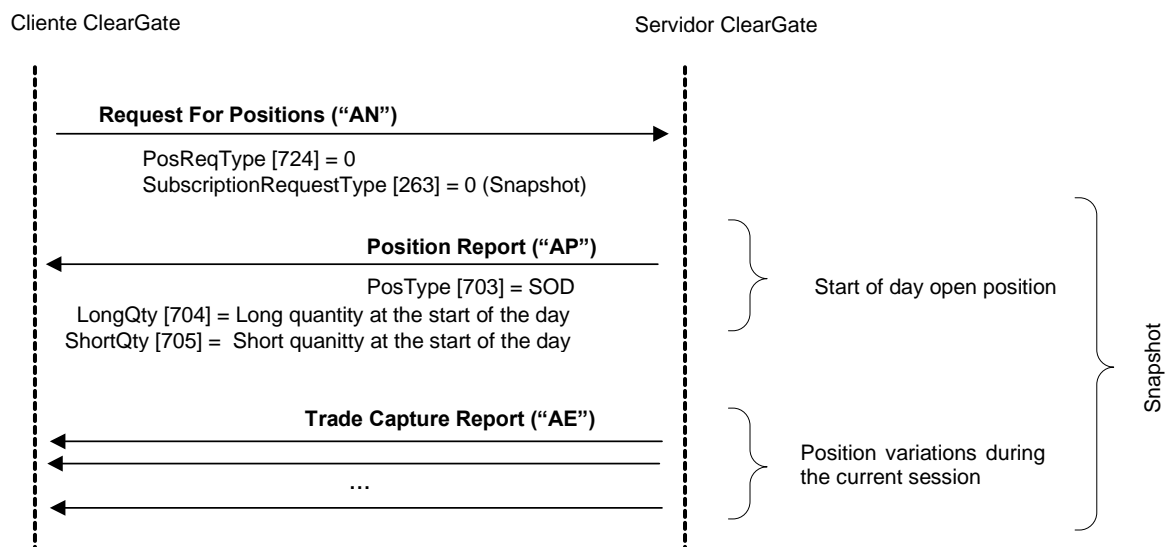 Cliente ClearGate
Servidor ClearGate
Request For Positions (“AN”)
PosReqType [724] = 0
SubscriptionRequestType [263] = 0 (Snapshot)
Position Report (“AP”)
PosType [703] = SOD
LongQty [704] = Long quantity at the start of the day
ShortQty [705] = Short quanitty at the start of the day
Start of day open position
Snapshot
Trade Capture Report (“AE”)
Position variations during
the current session
…